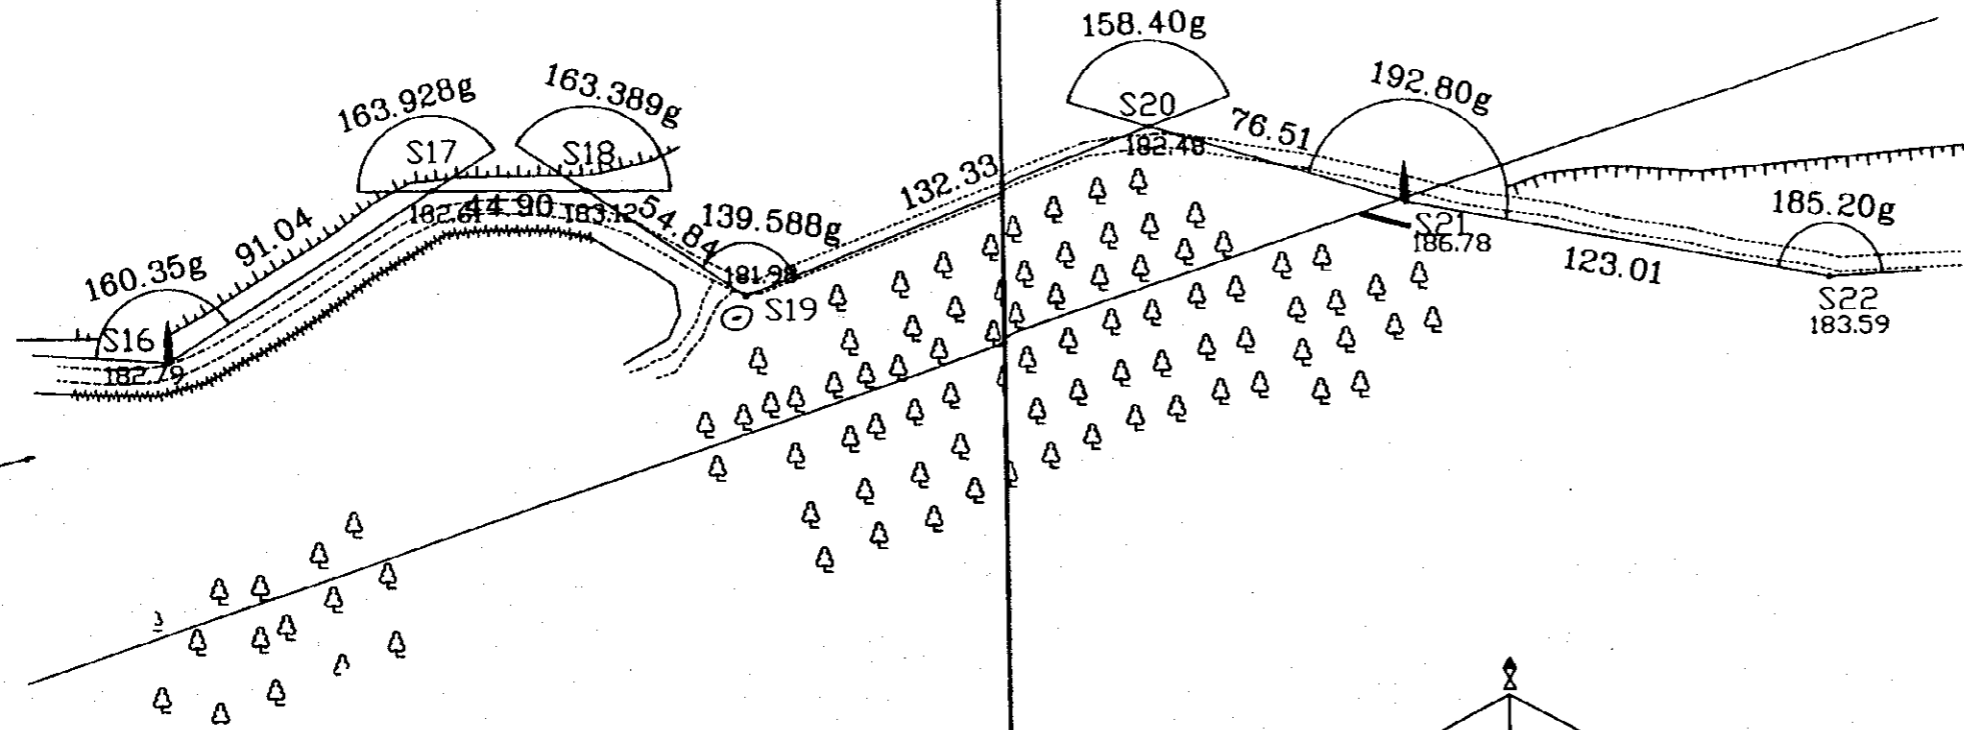 160.35g
S16
182.79
91.04
163.928g
S17
182.61
44.90
163.389g
S18
183.12
54.84
139.588g
181.98
S19
132.33
158.40g
S20
182.48
76.51
192.80g
S21
186.78
123.01
185.20g
S22
183.59